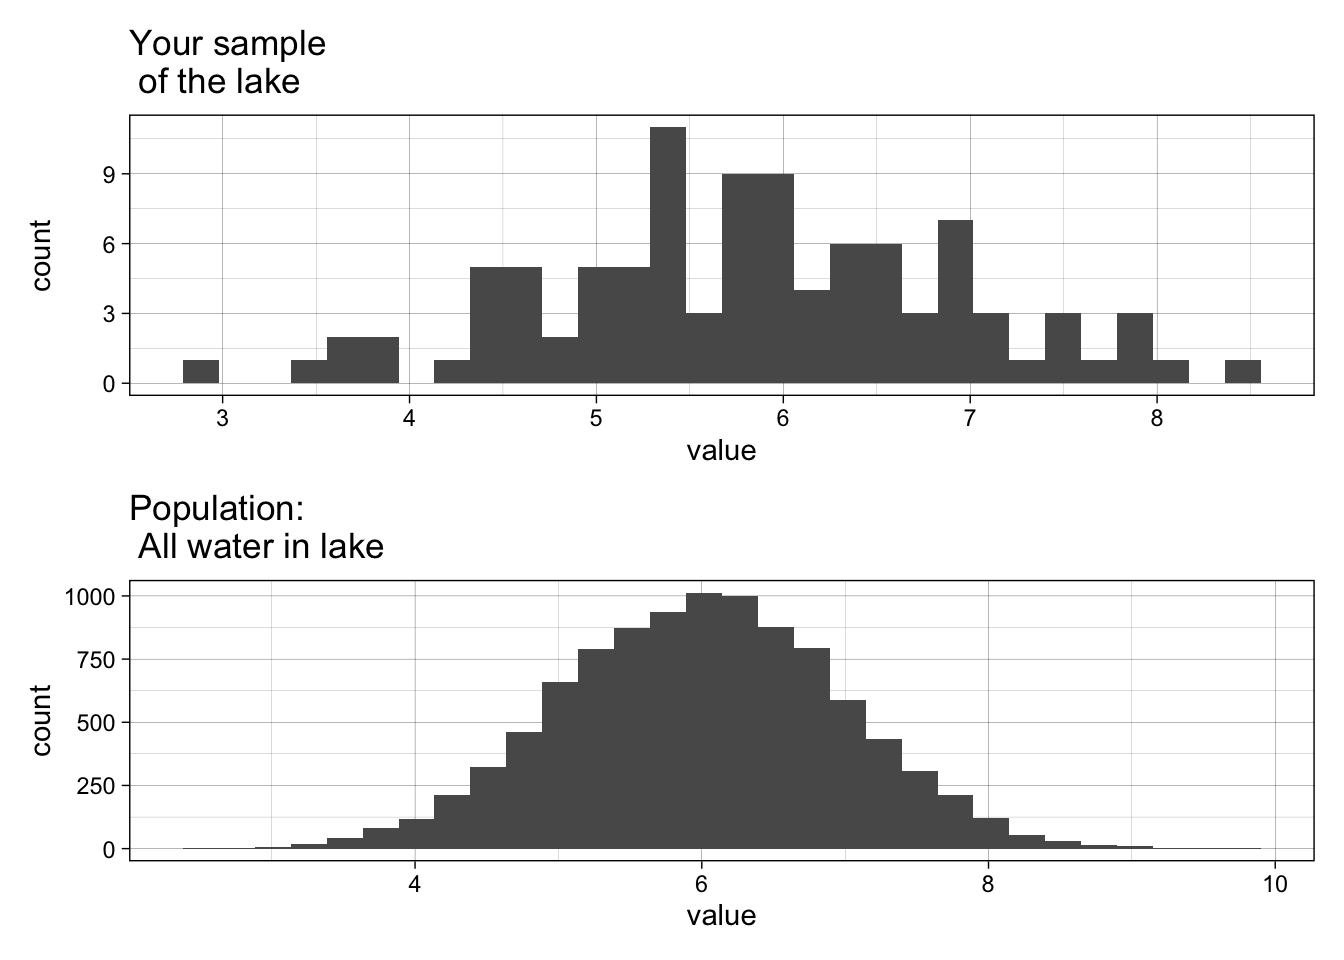 Your sample
of the lake
count
9
6
3
0
3 4 5 6 7 8
value
Population:
All water in lake
count
1000
750
500
250
0
4 6 8 10
value